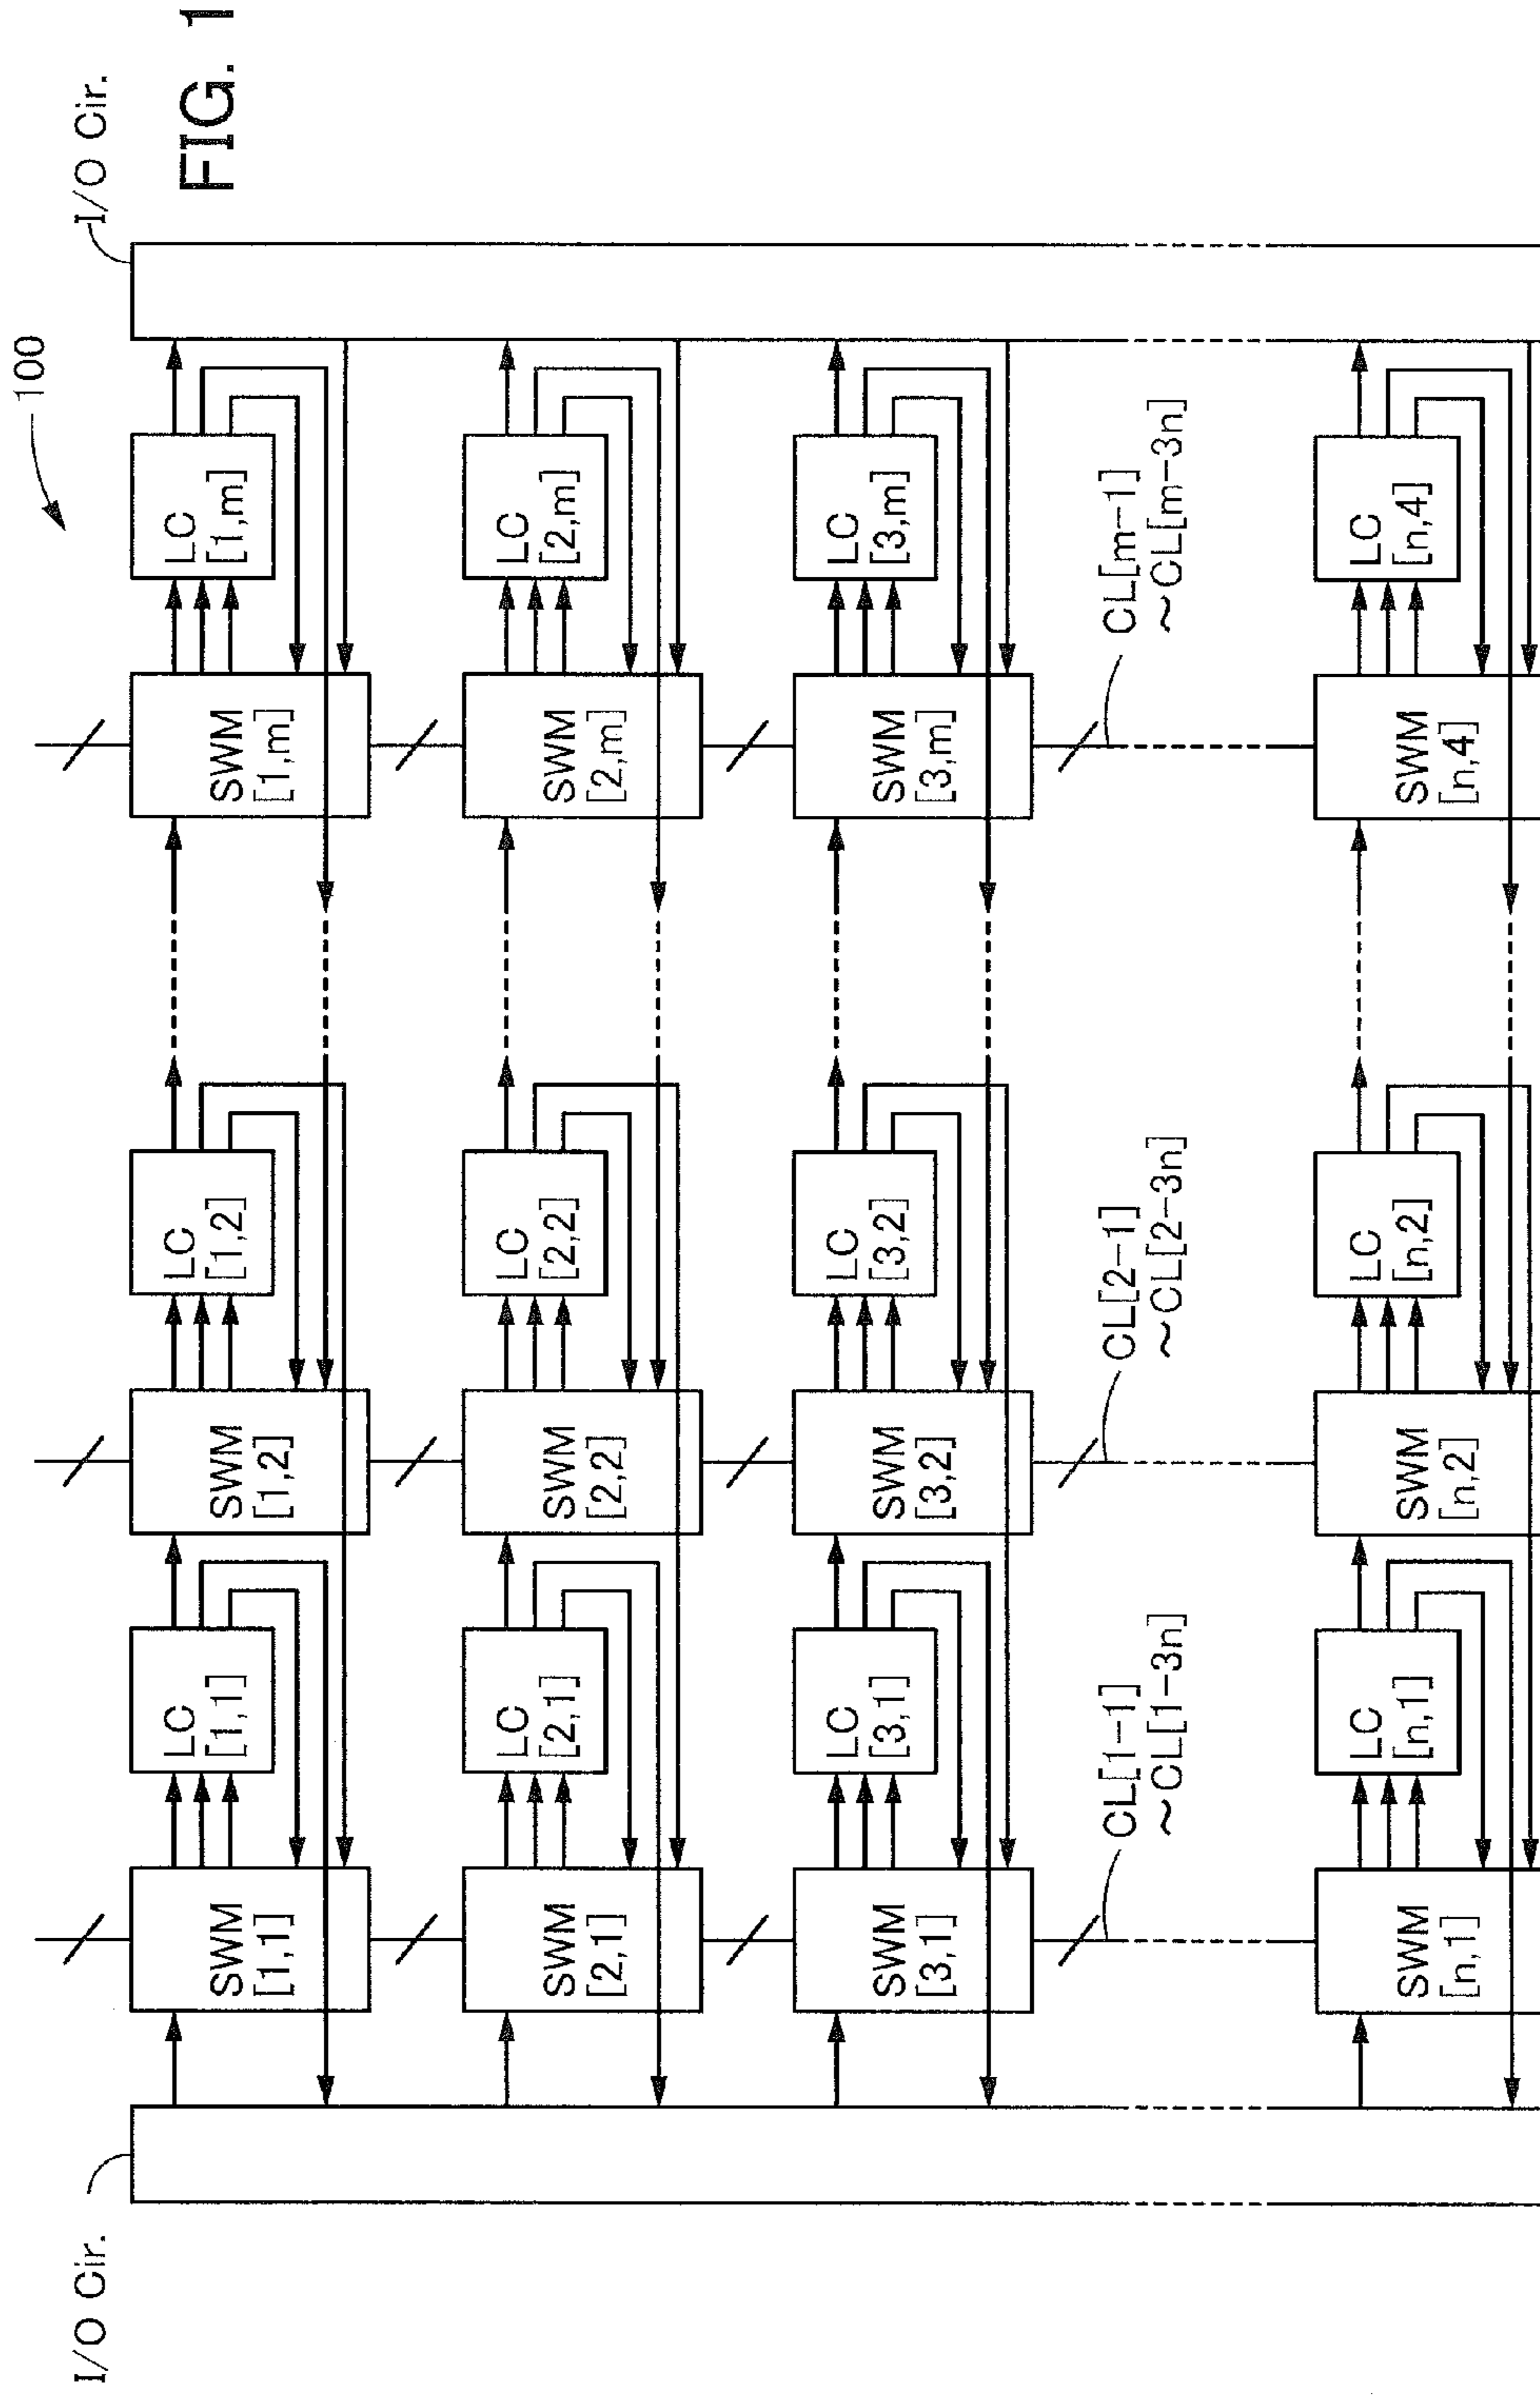 FIG. 1
100
I/O Cir.
I/O Cir.
SWM
[1,1]
LC
[1,1]
SWM
[1,2]
LC
[1,2]
SWM
[1,m]
LC
[1,m]
SWM
[2,1]
LC
[2,1]
SWM
[2,2]
LC
[2,2]
SWM
[2,m]
LC
[2,m]
SWM
[3,1]
LC
[3,1]
SWM
[3,2]
LC
[3,2]
SWM
[3,m]
LC
[3,m]
CL[1-1]
~CL[1-3n]
CL[2-1]
~CL[2-3n]
CL[m-1]
~CL[m-3n]
SWM
[n,1]
LC
[n,1]
SWM
[n,2]
LC
[n,2]
SWM
[n,4]
LC
[n,4]